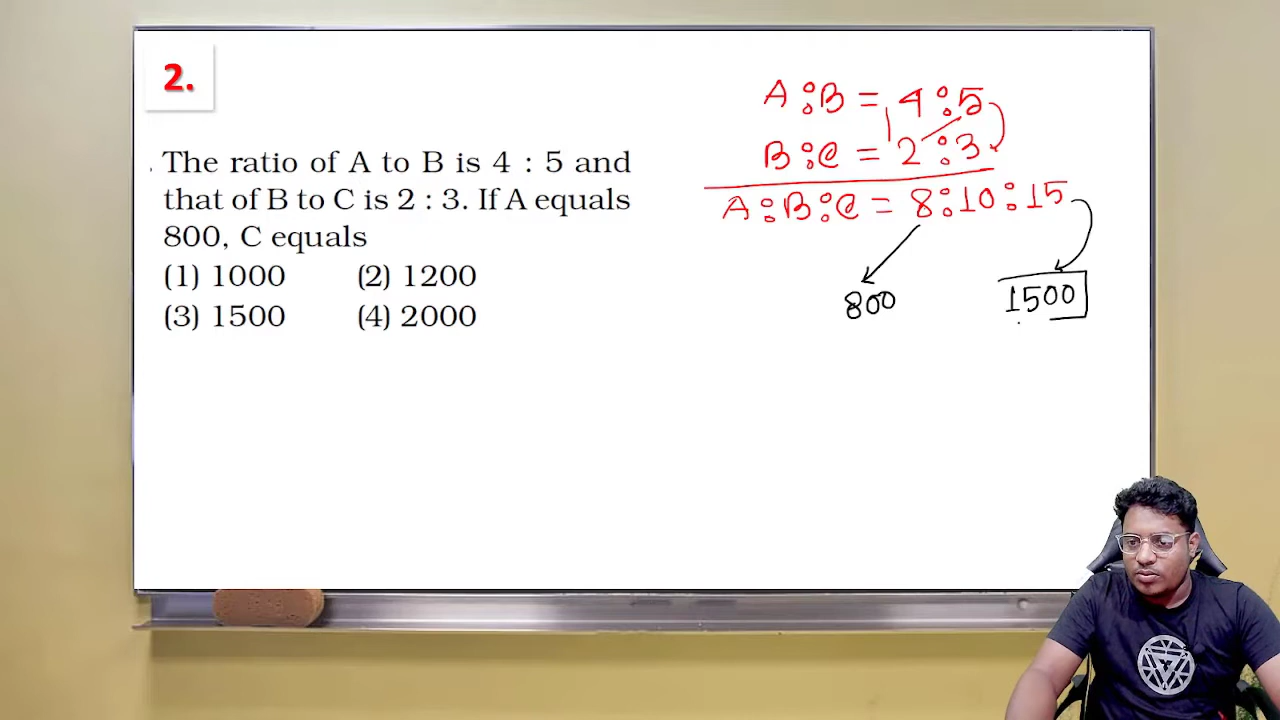 2.
The ratio of A to B is 4 : 5 and
that of B to C is 2 : 3. If A equals
800, C equals
(1) 1000 (2) 1200
(3) 1500 (4) 2000
A:B = 4:5
B:C = 2:3
A:B:C = 8:10:15
800 1500